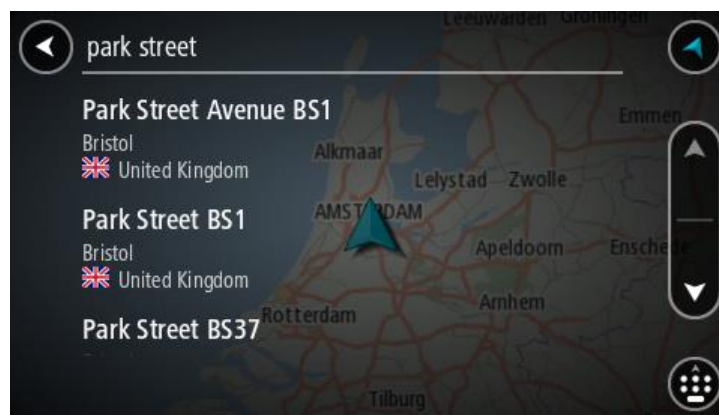 Leeuwarden Groningen
park street
Park Street Avenue BS1
Bristol
United Kingdom
Emmen
Alkmaar
Lelystad Zwolle
AMSTERDAM
Park Street BS1
Bristol
United Kingdom
Apeldoorn
Enschede
Arnhem
Rotterdam
Park Street BS37
Tilburg